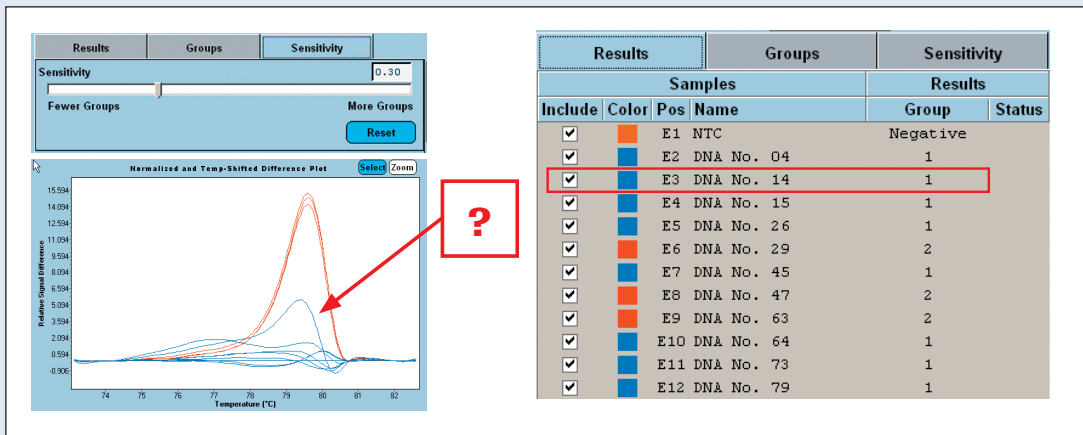 Results Groups Sensitivity
Sensitivity 0.30
Fewer Groups More Groups
Reset
Normalized and Temp-Shifted Difference Plot Select Zoom
Relative Signal Difference
15.594
14.094
12.594
11.094
9.594
8.094
6.594
5.094
3.594
2.094
0.594
-0.906
74 75 76 77 78 79 80 81 82
Temperature (°C)
?
Results Groups Sensitivity
Samples Results
Include Color Pos Name Group Status
E1 NTC Negative
E2 DNA No. 04 1
E3 DNA No. 14 1
E4 DNA No. 15 1
E5 DNA No. 26 1
E6 DNA No. 29 2
E7 DNA No. 45 1
E8 DNA No. 47 2
E9 DNA No. 63 2
E10 DNA No. 64 1
E11 DNA No. 73 1
E12 DNA No. 79 1